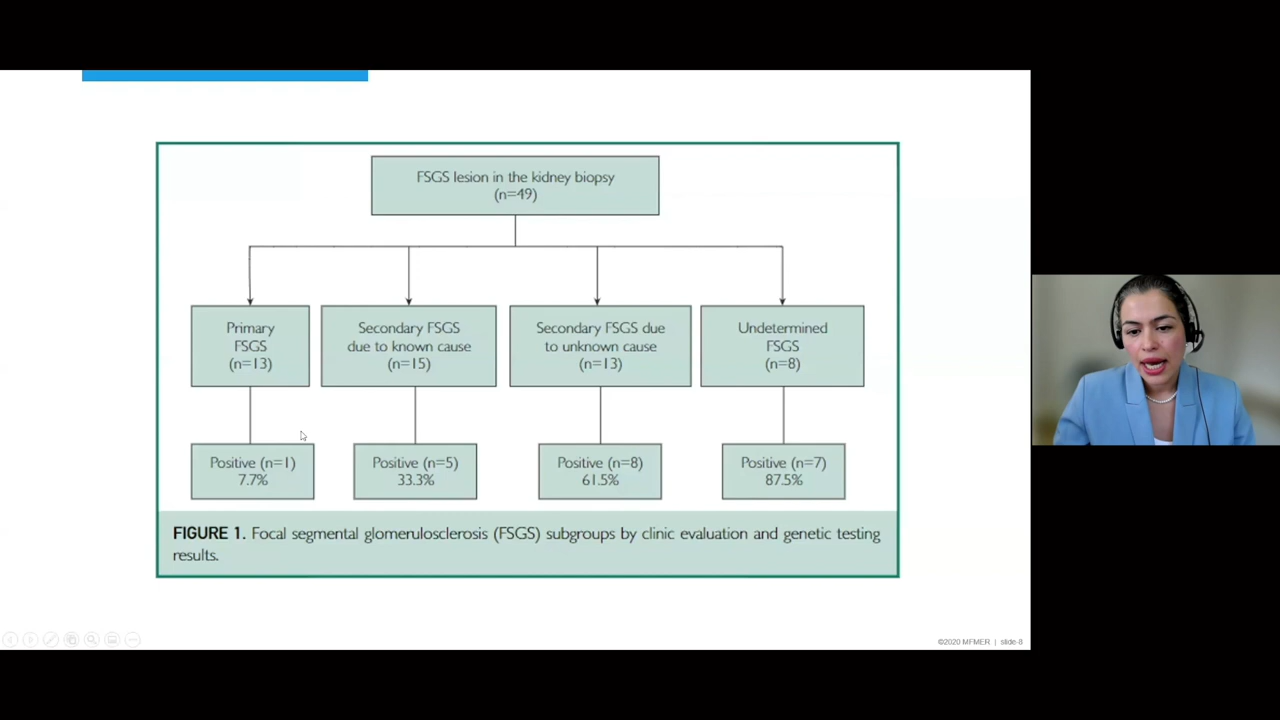 FSGS lesion in the kidney biopsy
(n=49)
Primary
FSGS
(n=13)
Secondary FSGS
due to known cause
(n=15)
Secondary FSGS due
to unknown cause
(n=13)
Undetermined
FSGS
(n=8)
Positive (n=1)
7.7%
Positive (n=5)
33.3%
Positive (n=8)
61.5%
Positive (n=7)
87.5%
FIGURE 1. Focal segmental glomerulosclerosis (FSGS) subgroups by clinic evaluation and genetic testing
results.
©2020 MFMER | slide-8